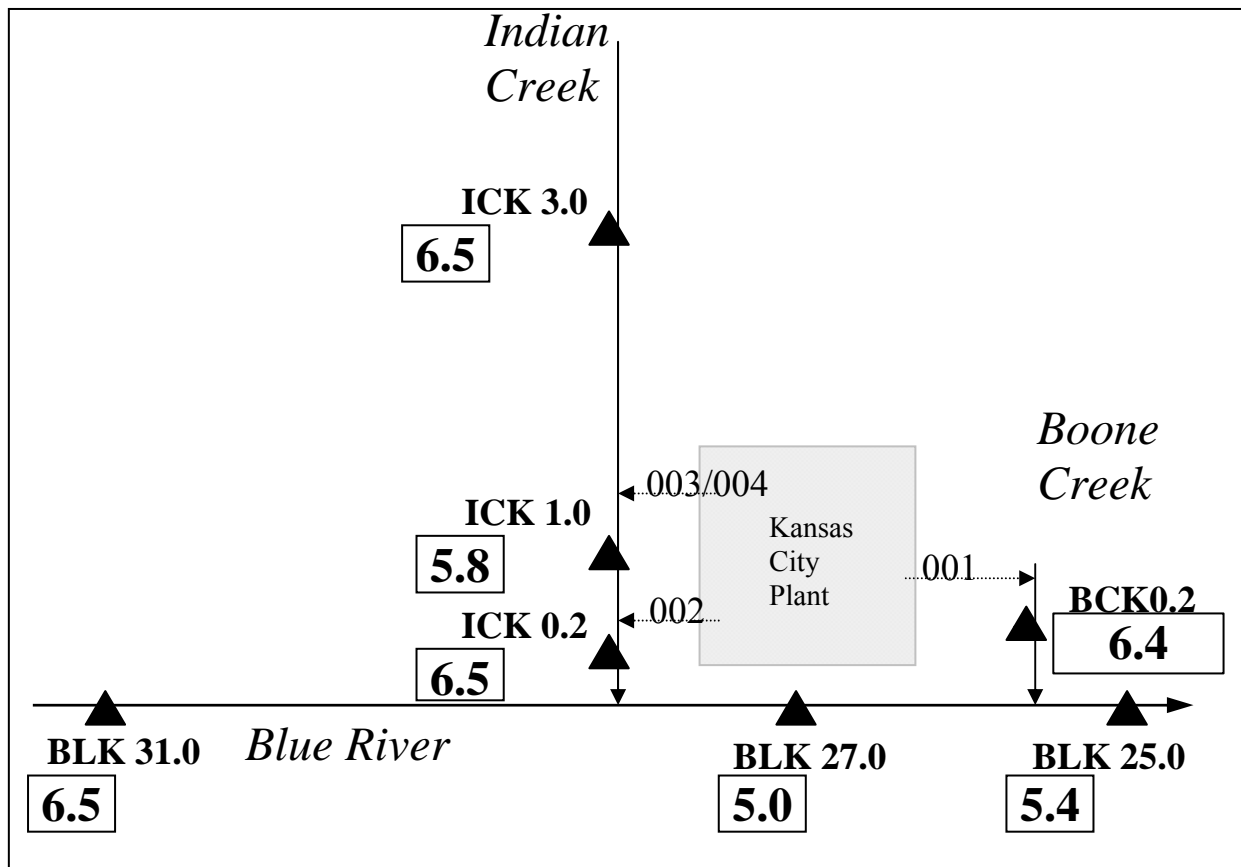 Indian
Creek
ICK 3.0
6.5
Boone
Creek
003/004
ICK 1.0
Kansas
City
Plant
5.8
001
002
BCK0.2
ICK 0.2
6.4
6.5
BLK 31.0
Blue River
BLK 27.0
BLK 25.0
6.5
5.0
5.4